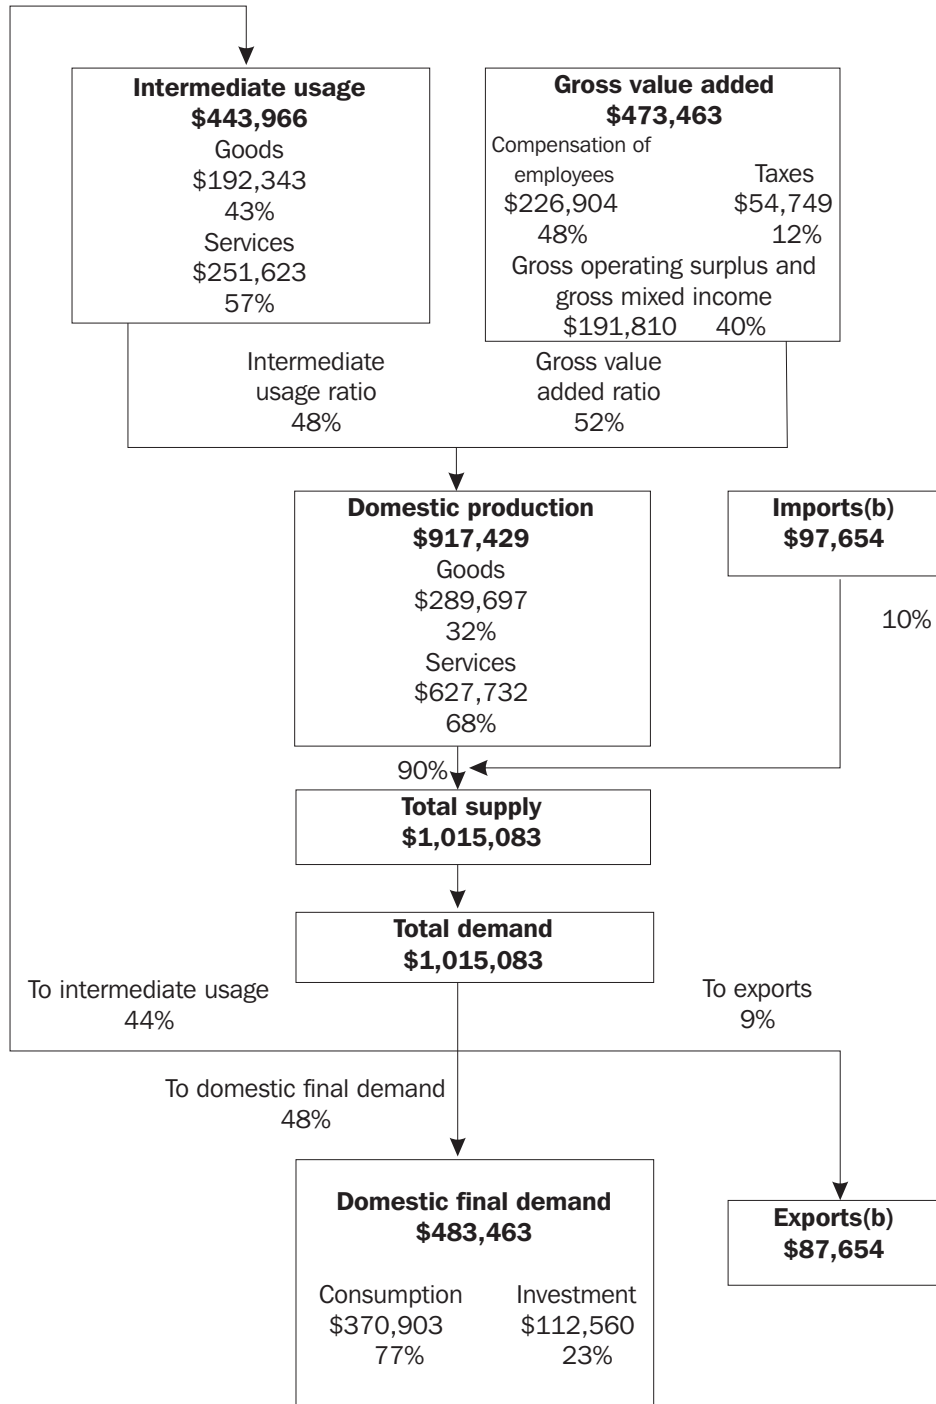 Intermediate usage
$443,966
Goods
$192,343
43%
Services
$251,623
57%
Gross value added
$473,463
Compensation of
employees
$226,904
48%
Taxes
$54,749
12%
Gross operating surplus and
gross mixed income
$191,810 40%
Intermediate
usage ratio
48%
Gross value
added ratio
52%
Domestic production
$917,429
Goods
$289,697
32%
Services
$627,732
68%
Imports(b)
$97,654
10%
90%
Total supply
$1,015,083
Total demand
$1,015,083
To intermediate usage
44%
To exports
9%
To domestic final demand
48%
Domestic final demand
$483,463
Consumption
$370,903
77%
Investment
$112,560
23%
Exports(b)
$87,654